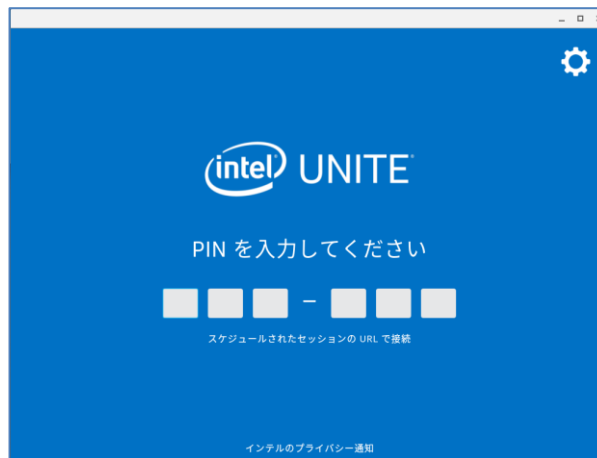 intel UNITE
PIN を入力してください
–
スケジュールされたセッションの URL で接続
インテルのプライバシー通知